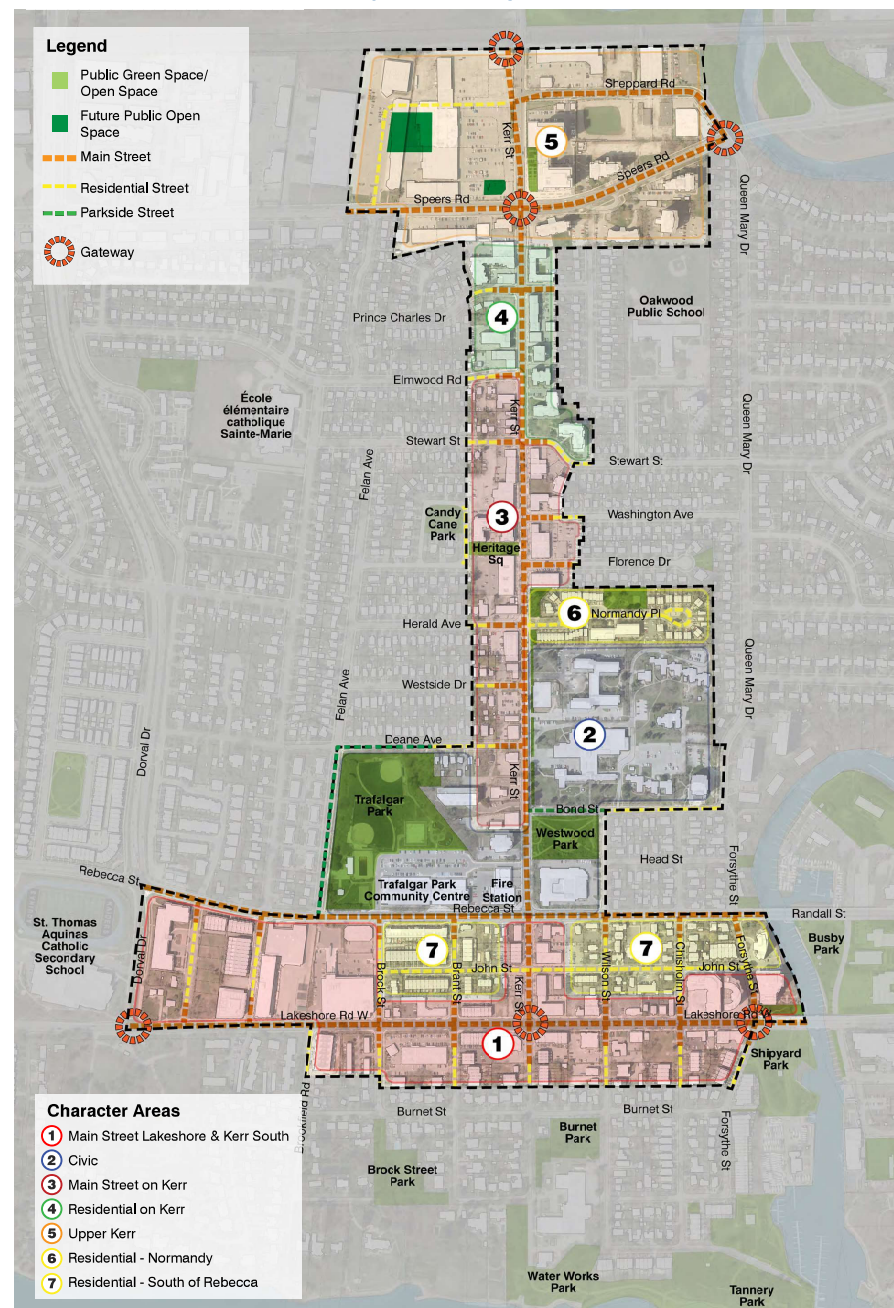 Legend
Public Green Space/
Open Space
Future Public Open
Space
Main Street
Residential Street
Parkside Street
Gateway
Sheppard Rd
Kerr St
5
Speers Rd
Speers Rd
Queen Mary Dr
Oakwood
Public School
Prince Charles Dr
4
Elmwood Rd
École
élémentaire
catholique
Sainte-Marie
Kerr St
Queen Mary Dr
Stewart St
Stewart S
Felan Ave
Candy
Cane
Park
3
Washington Ave
Heritage
Sq
Florence Dr
6
Normandy Pl
Herald Ave
Queen Mary Dr
Westside Dr
Felan Ave
Dorval Dr
2
Deane Ave
Kerr St
Trafalgar
Park
Bond St
Westwood
Park
Head St
Forsythe St
Rebecca St
Trafalgar Park
Community Centre
Fire
Station
Rebecca St
Randall S
St. Thomas
Aquinas
Catholic
Secondary
School
Dorval Dr
7
7
Busby
Park
Brock St
Brant St
John St
Kerr St
Wilson St
Chisholm St
John St
Forsythe St
Lakeshore Rd W
Lakeshore Rd W
1
Shipyard
Park
Burnet St
Burnet St
Forsythe St
Burnet
Park
Brock Street
Park
Water Works
Park
Tannery
Park
Character Areas
1 Main Street Lakeshore & Kerr South
2 Civic
3 Main Street on Kerr
4 Residential on Kerr
5 Upper Kerr
6 Residential - Normandy
7 Residential - South of Rebecca